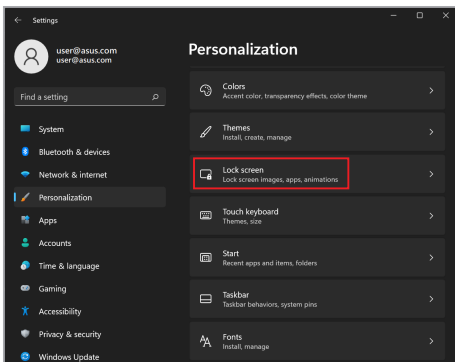 Settings
user@asus.com
user@asus.com
Find a setting
System
Bluetooth & devices
Network & internet
Personalization
Apps
Accounts
Time & language
Gaming
Accessibility
Privacy & security
Windows Update
Personalization
Colors
Accent color, transparency effects, color theme
Themes
Install, create, manage
Lock screen
Lock screen images, apps, animations
Touch keyboard
Themes, size
Start
Recent apps and items, folders
Taskbar
Taskbar behaviors, system pins
Fonts
Install, manage